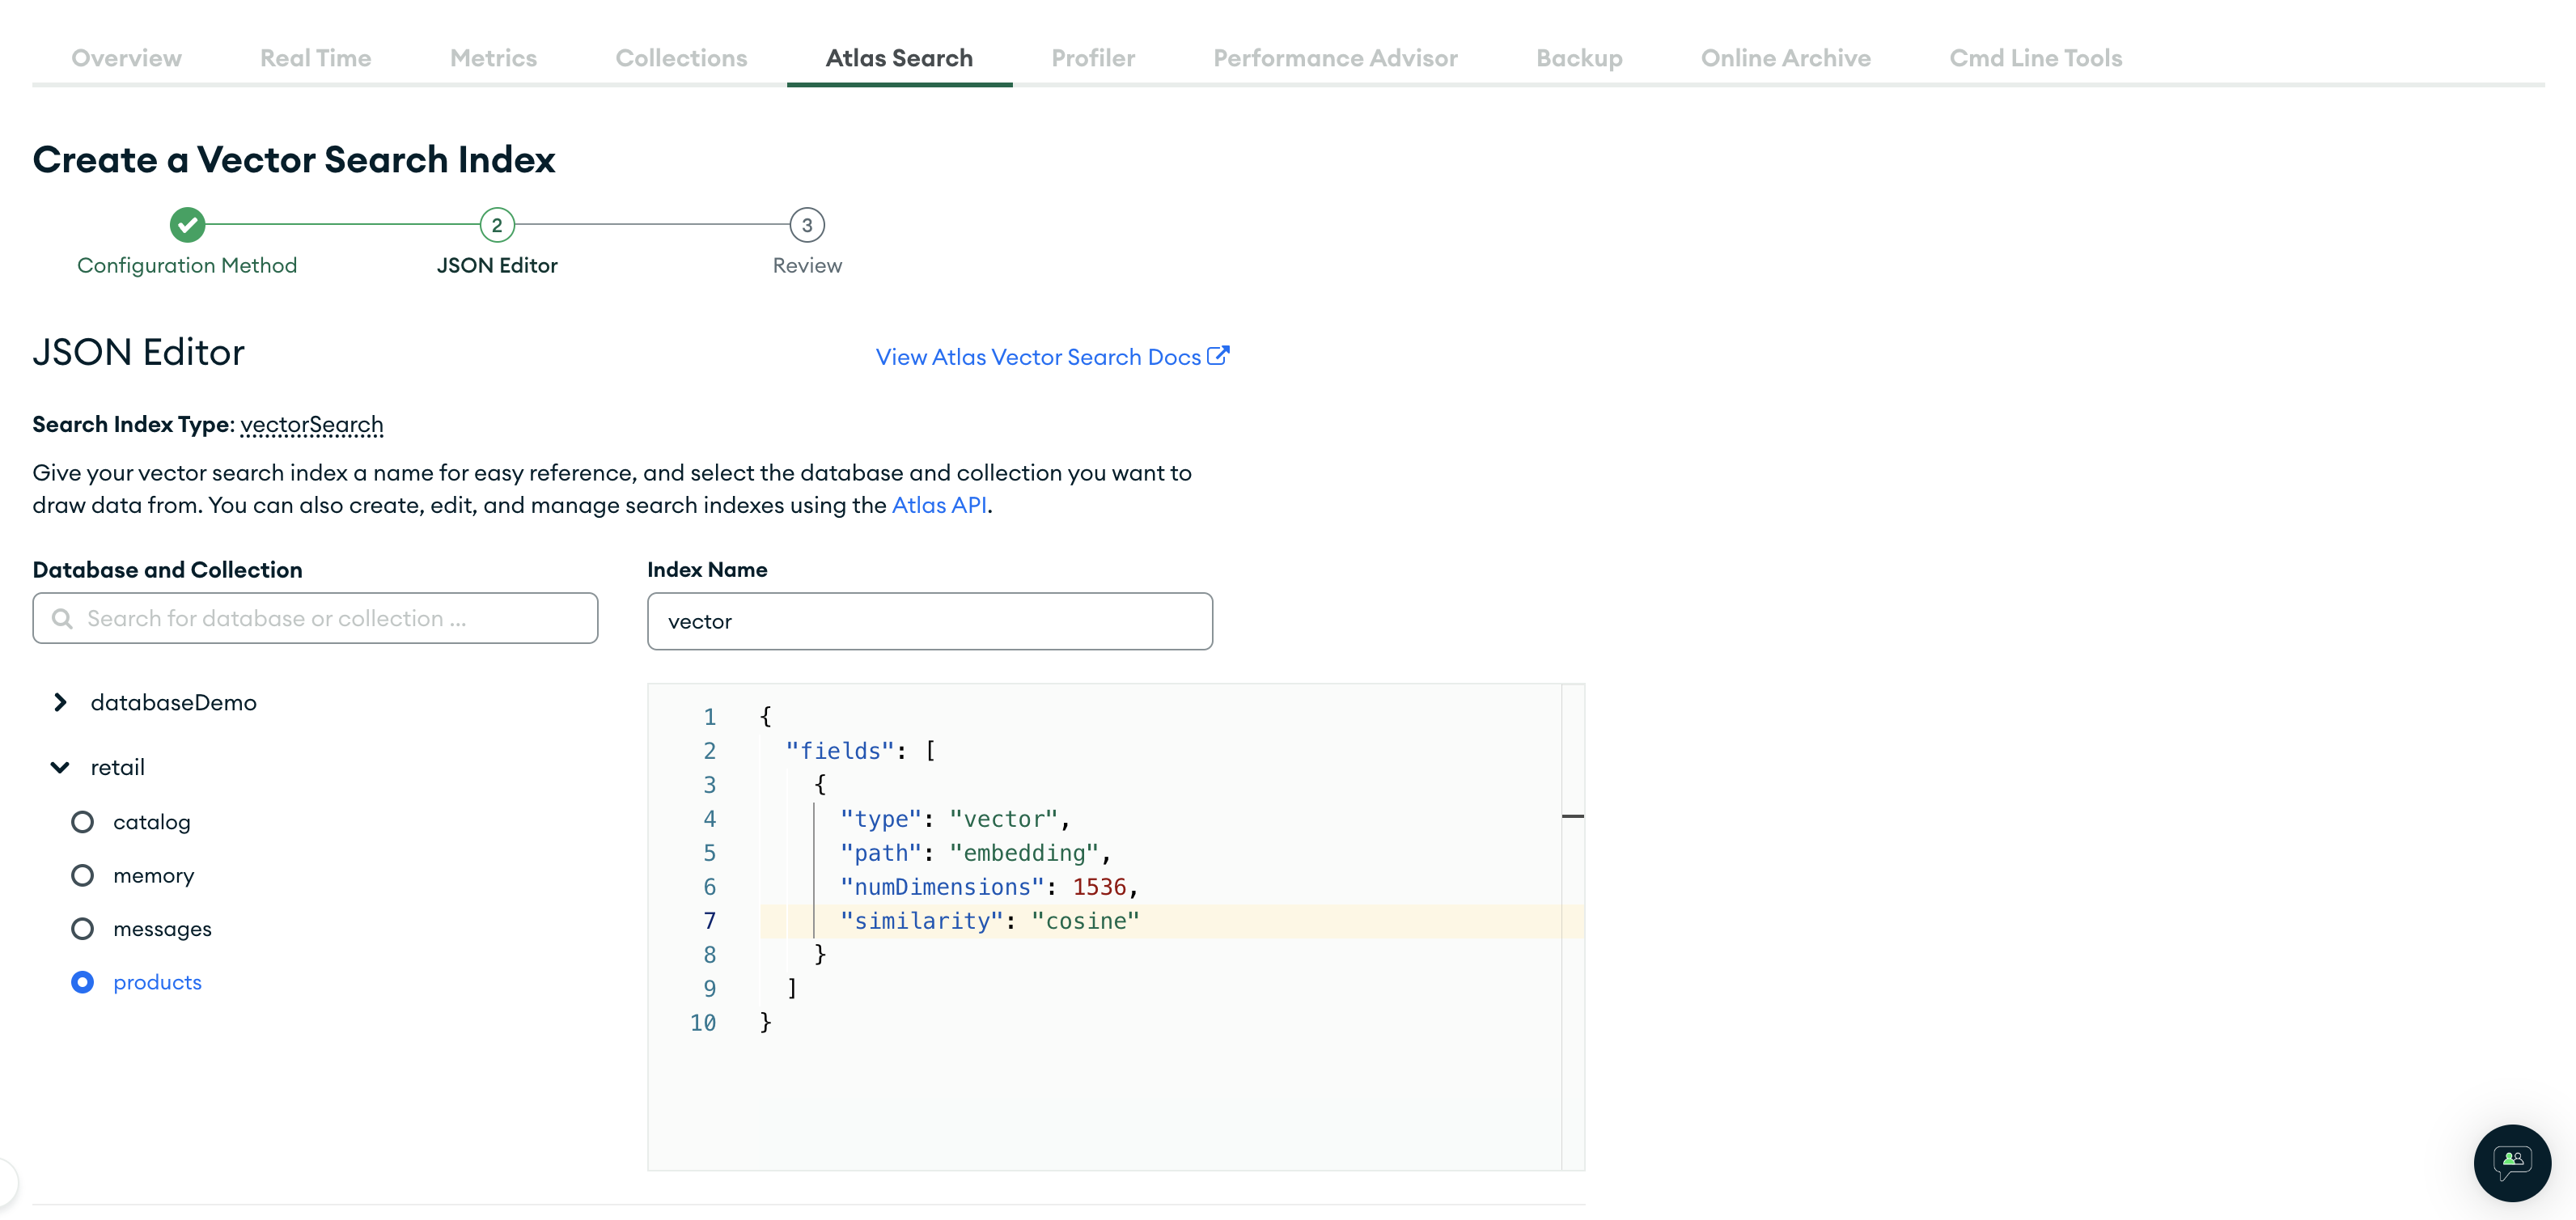 Overview Real Time Metrics Collections Atlas Search Profiler Performance Advisor Backup Online Archive Cmd Line Tools
Create a Vector Search Index
2 3
Configuration Method JSON Editor Review
JSON Editor View Atlas Vector Search Docs
Search Index Type: vectorSearch
Give your vector search index a name for easy reference, and select the database and collection you want to
draw data from. You can also create, edit, and manage search indexes using the Atlas API.
Database and Collection
Search for database or collection ...
databaseDemo
retail
catalog
memory
messages
products
Index Name
vector
1 {
2 "fields": [
3 {
4 "type": "vector",
5 "path": "embedding",
6 "numDimensions": 1536,
7 "similarity": "cosine"
8 }
9 ]
10 }